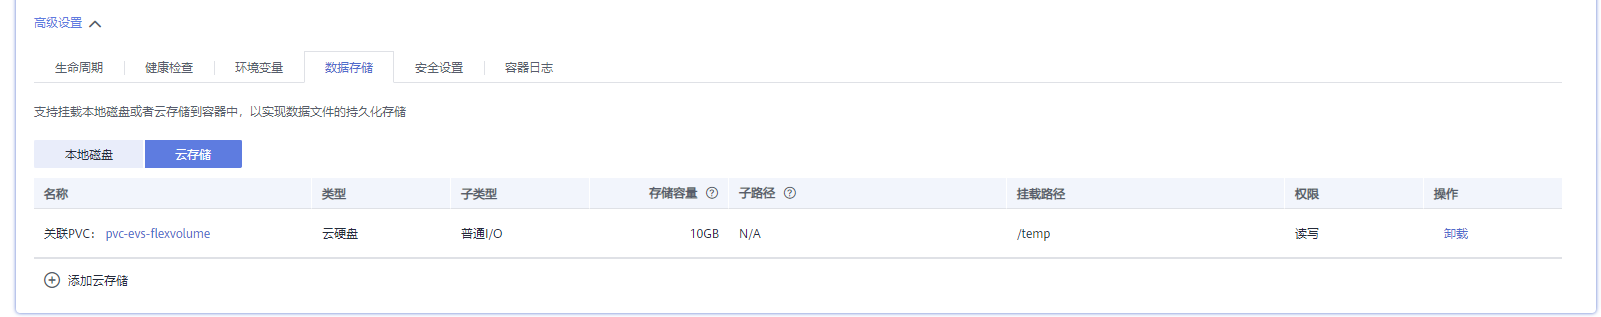 高级设置
生命周期 健康检查 环境变量 数据存储 安全设置 容器日志
支持挂载本地磁盘或者云存储到容器中，以实现数据文件的持久化存储
本地磁盘 云存储
名称 类型 子类型 存储容量 ? 子路径 ? 挂载路径 权限 操作
关联PVC： pvc-evs-flexvolume 云硬盘 普通I/O 10GB N/A /temp 读写 卸载
添加云存储